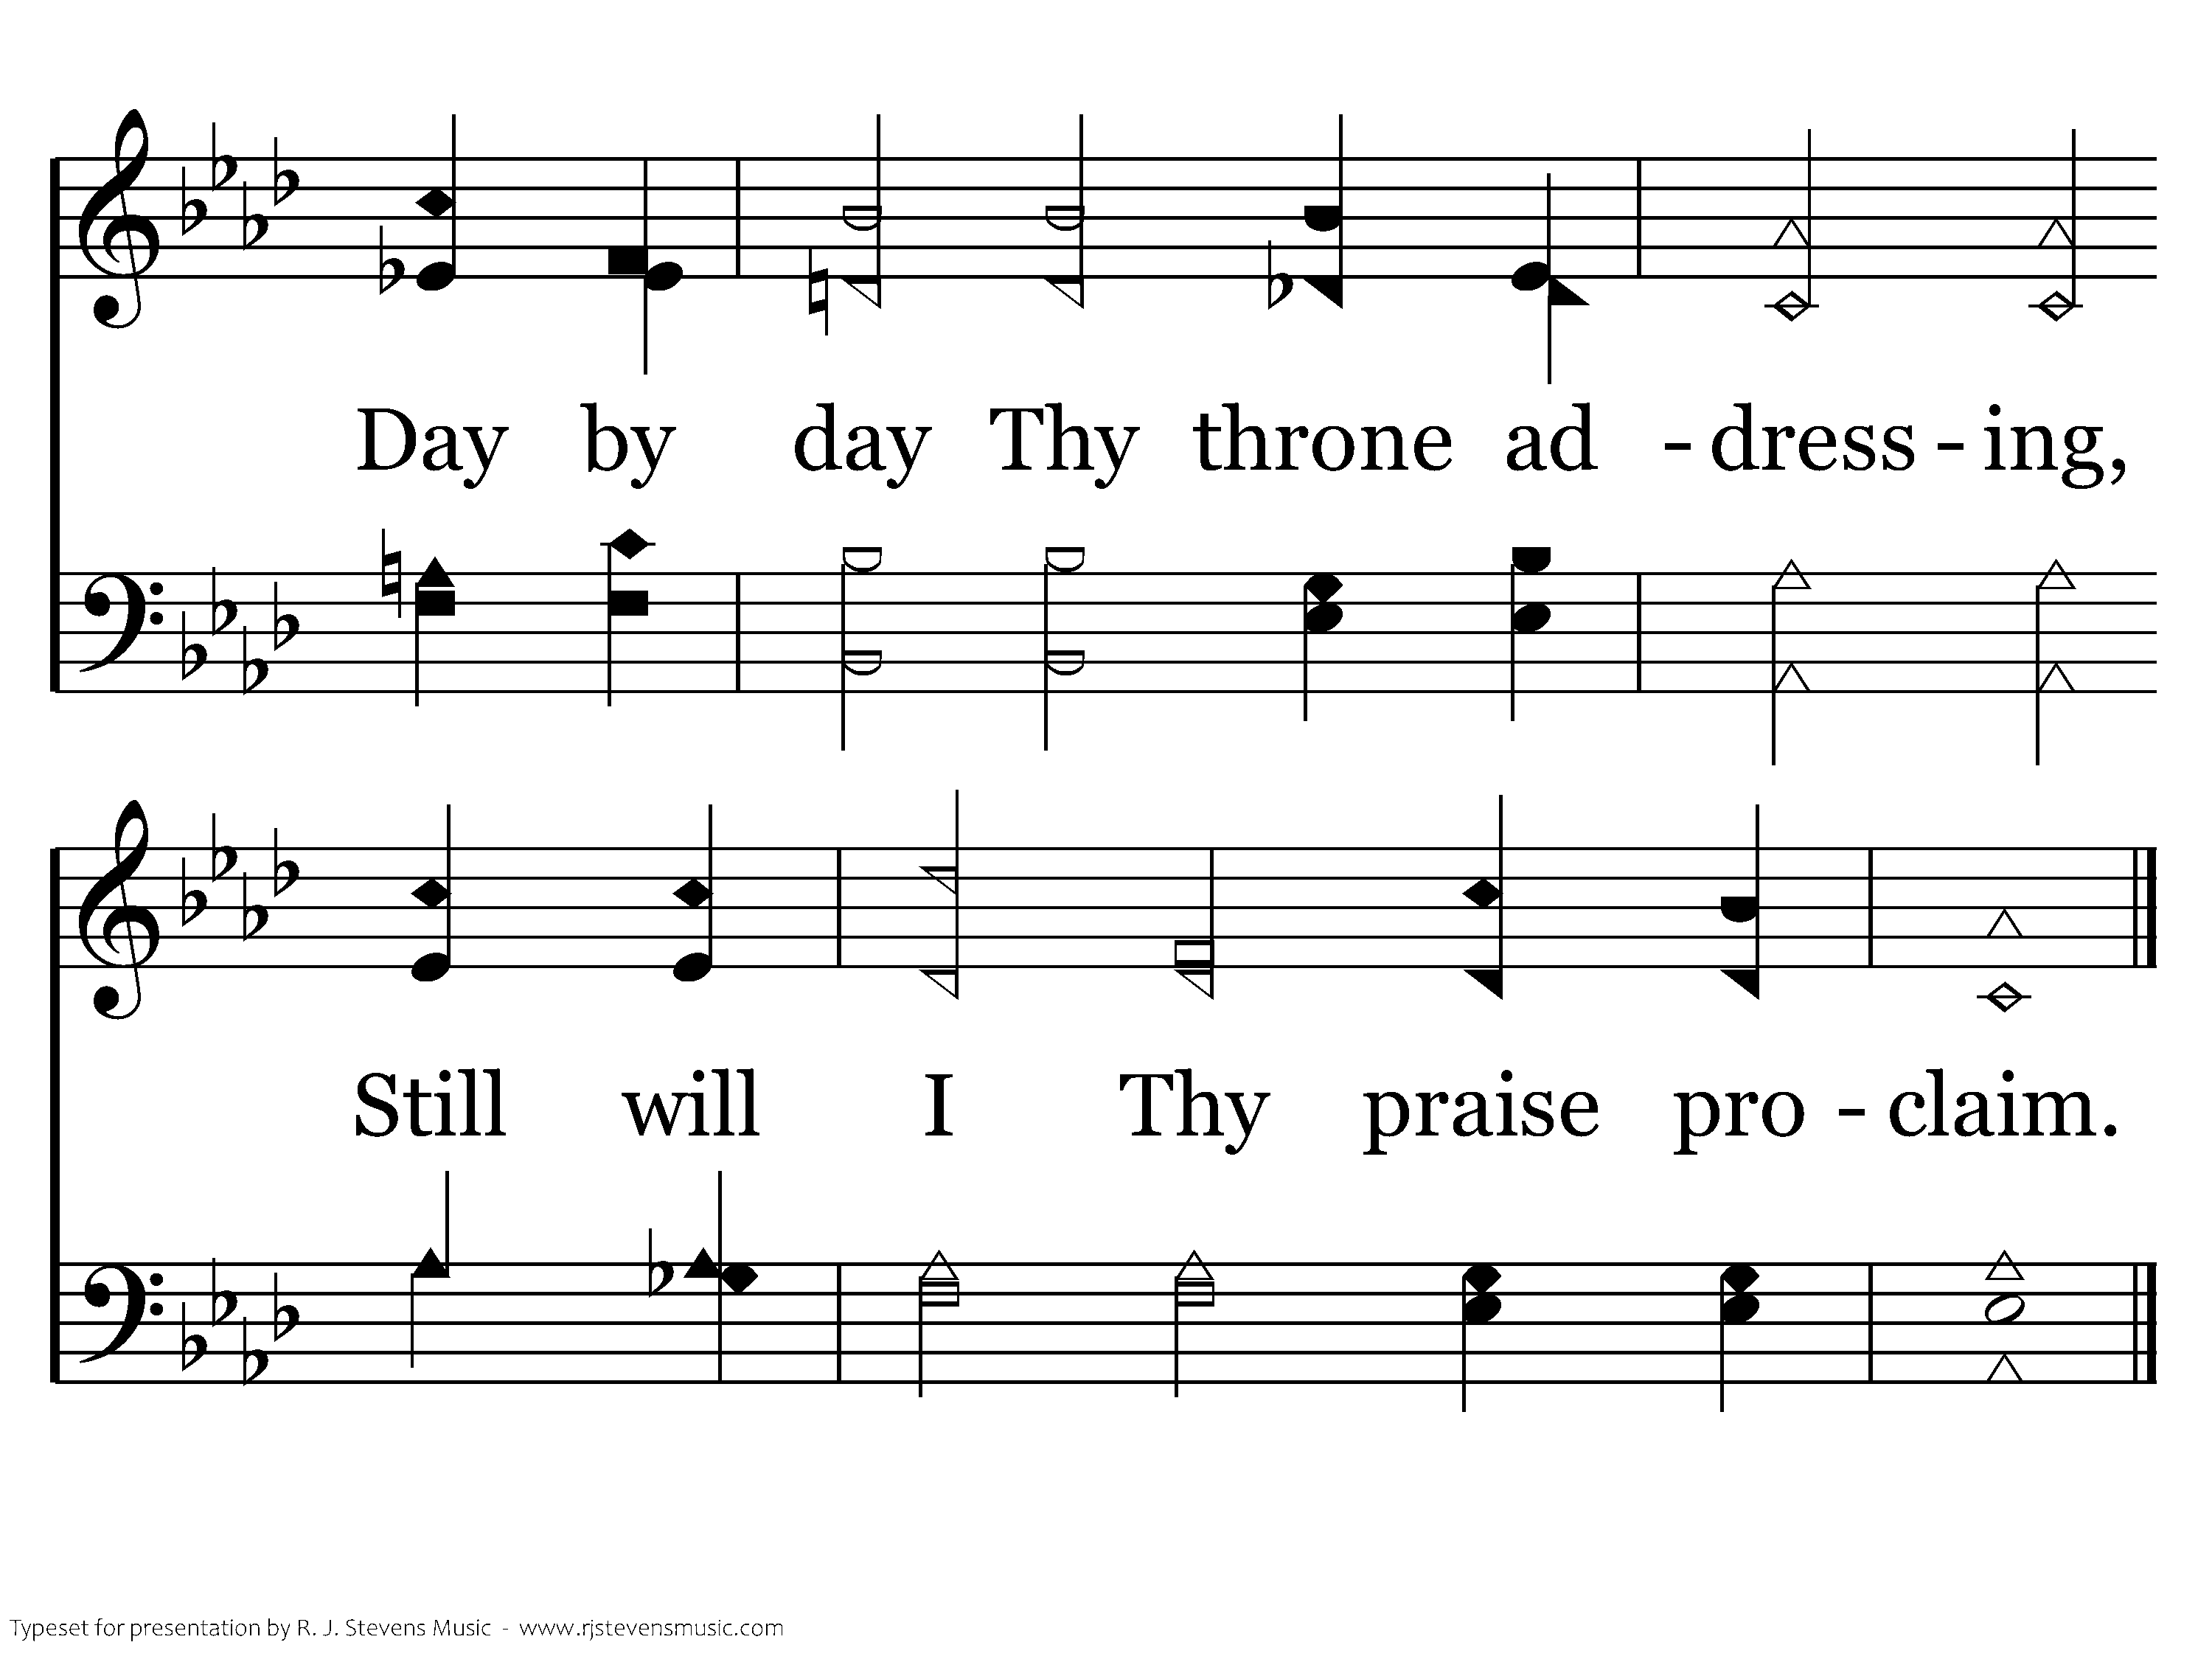 Day by day Thy throne ad - dress - ing,
Still will I Thy praise pro - claim.
Typeset for presentation by R. J. Stevens Music - www.rjstevensmusic.com